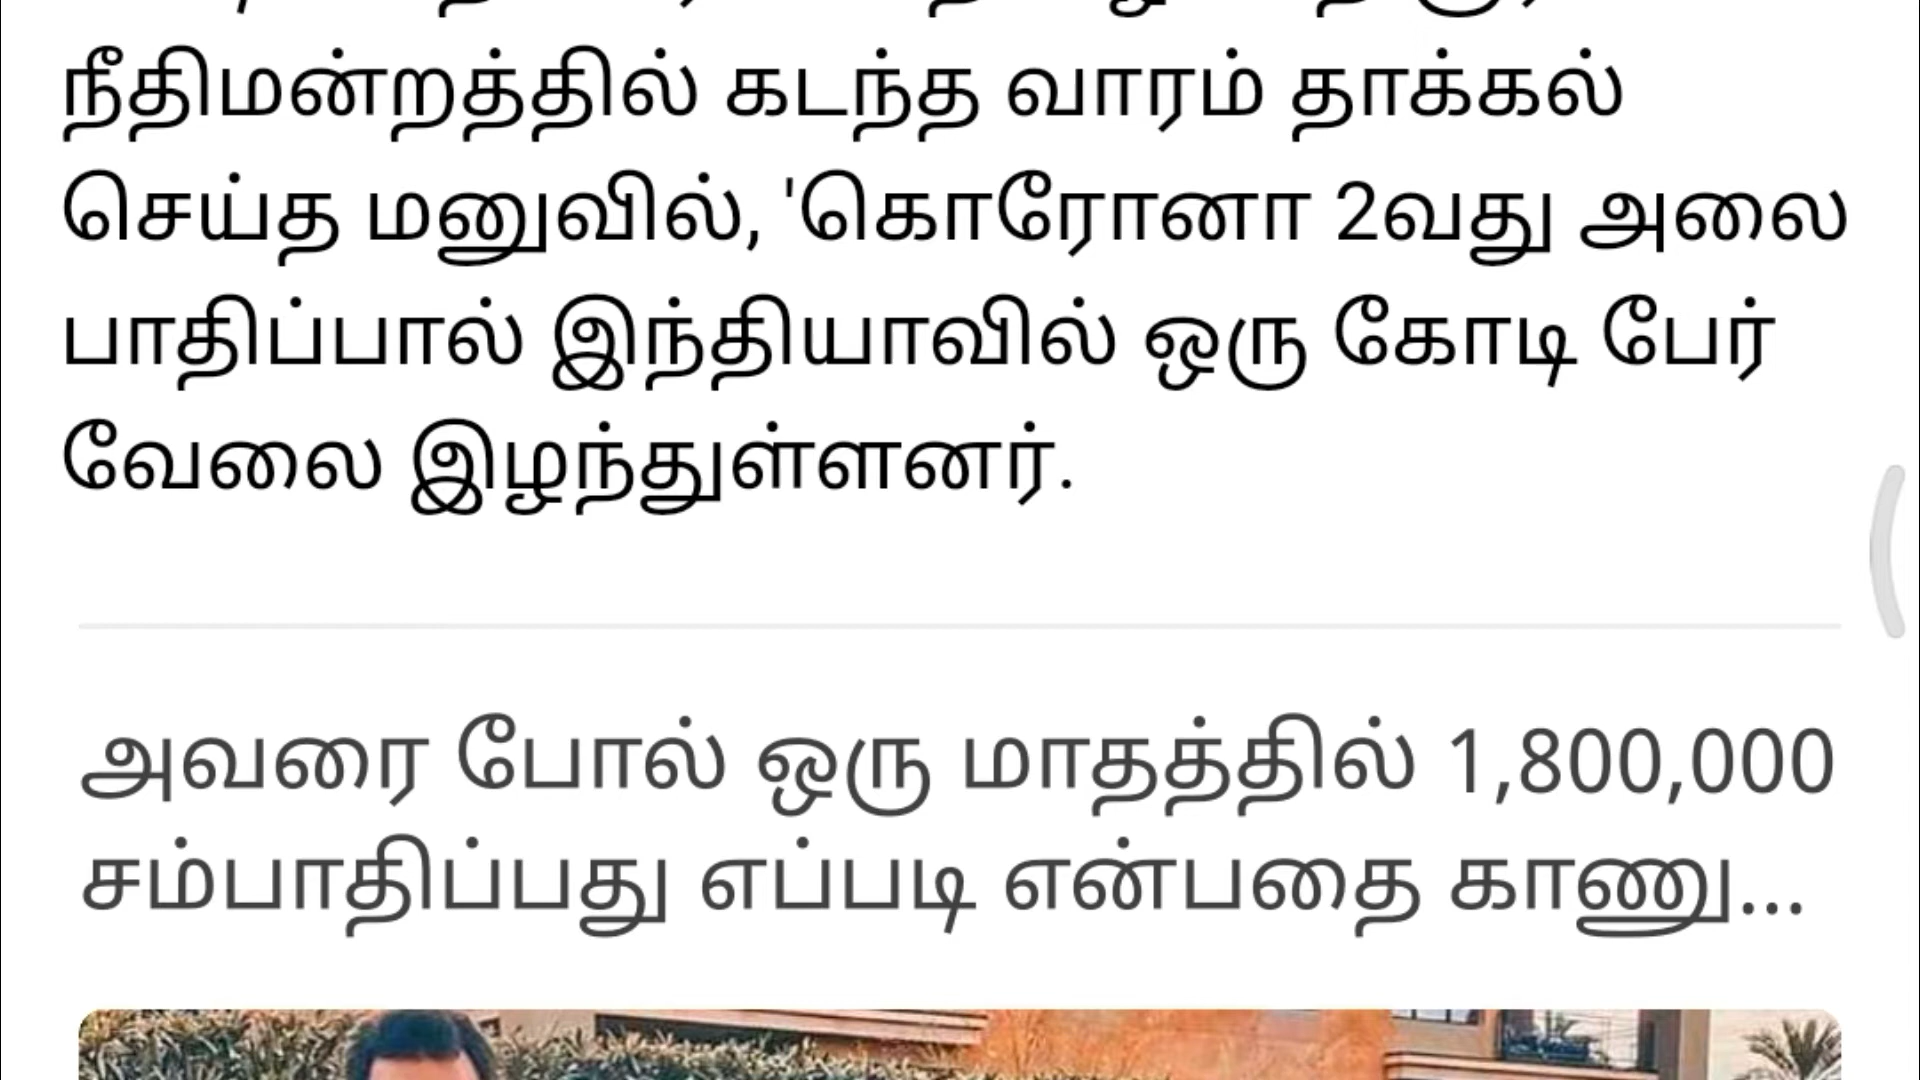 நீதிமன்றத்தில் கடந்த வாரம் தாக்கல்
செய்த மனுவில், 'கொரோனா 2வது அலை
பாதிப்பால் இந்தியாவில் ஒரு கோடி பேர்
வேலை இழந்துள்ளனர்.
அவரை போல் ஒரு மாதத்தில் 1,800,000
சம்பாதிப்பது எப்படி என்பதை காணு...